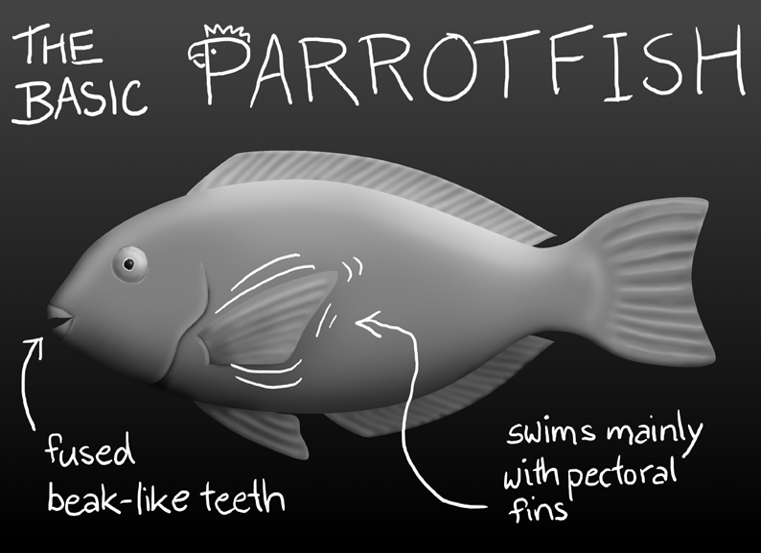 THE
BASIC
PARROTFISH
fused
beak-like teeth
swims mainly
with pectoral
fins